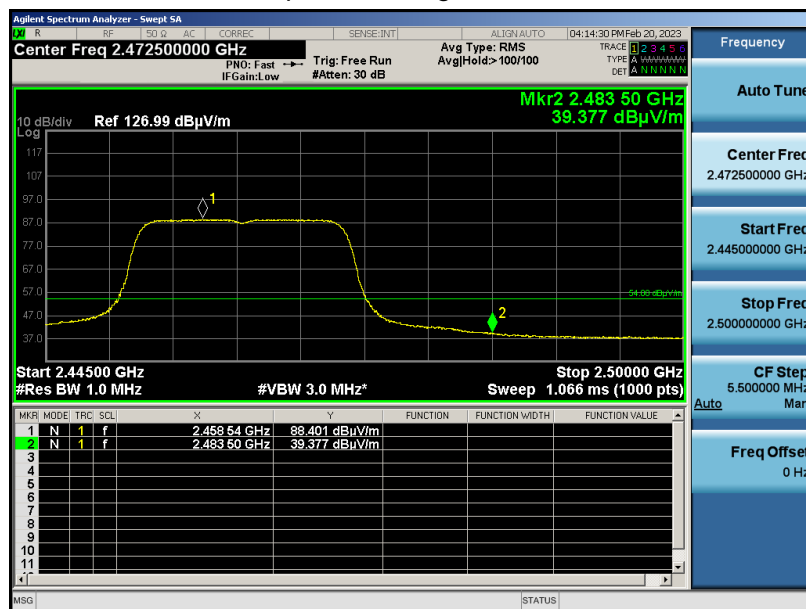 Agilent Spectrum Analyzer - Swept SA
LXI R RF 50 Ω AC CORREC SENSE:INT ALIGN AUTO 04:14:30 PM Feb 20, 2023
Center Freq 2.472500000 GHz
PNO: Fast
IFGain:Low
Trig: Free Run
#Atten: 30 dB
Avg Type: RMS
Avg|Hold:>100/100
TRACE 1 2 3 4 5 6
TYPE A WWWWW
DET A N N N N N
Mkr2 2.483 50 GHz
39.377 dBµV/m
10 dB/div Ref 126.99 dBµV/m
Log
117
107
97.0
87.0
77.0
67.0
57.0
47.0
37.0
1
54.00 dBµV/m
2
Start 2.44500 GHz Stop 2.50000 GHz
#Res BW 1.0 MHz #VBW 3.0 MHz* Sweep 1.066 ms (1000 pts)
MKR MODE TRC SCL X Y FUNCTION FUNCTION WIDTH FUNCTION VALUE
1 N 1 f 2.458 54 GHz 88.401 dBµV/m
2 N 1 f 2.483 50 GHz 39.377 dBµV/m
3
4
5
6
7
8
9
10
11
MSG STATUS
Frequency
Auto Tune
Center Freq
2.472500000 GHz
Start Freq
2.445000000 GHz
Stop Freq
2.500000000 GHz
CF Step
5.500000 MHz
Auto Man
Freq Offset
0 Hz